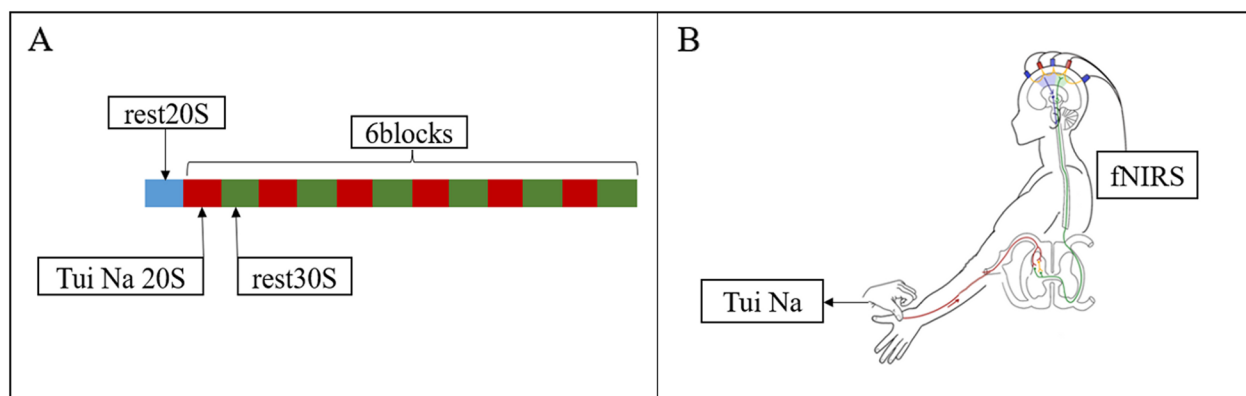 A
rest20S
6blocks
Tui Na 20S
rest30S
B
fNIRS
Tui Na